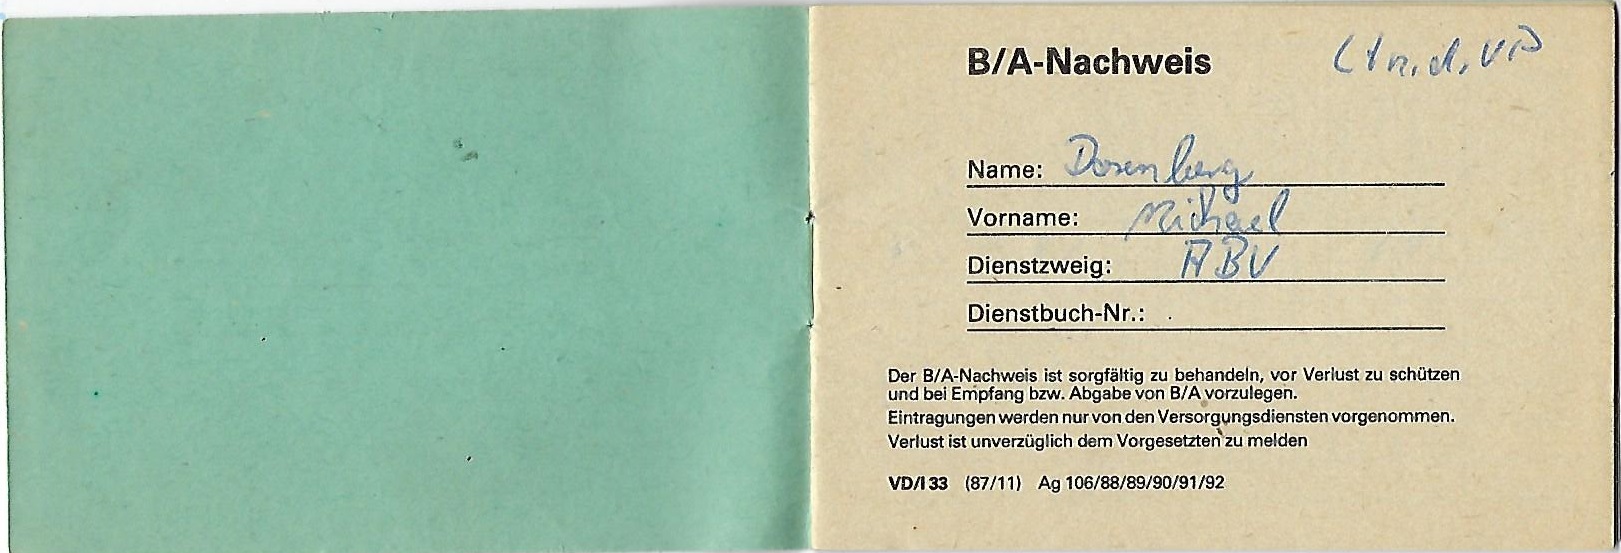 B/A-Nachweis Ltn. d. VP
Name: Dosenberg
Vorname: Michael
Dienstzweig: ABV
Dienstbuch-Nr.:
Der B/A-Nachweis ist sorgfältig zu behandeln, vor Verlust zu schützen
und bei Empfang bzw. Abgabe von B/A vorzulegen.
Eintragungen werden nur von den Versorgungsdiensten vorgenommen.
Verlust ist unverzüglich dem Vorgesetzten zu melden
VD/I 33 (87/11) Ag 106/88/89/90/91/92